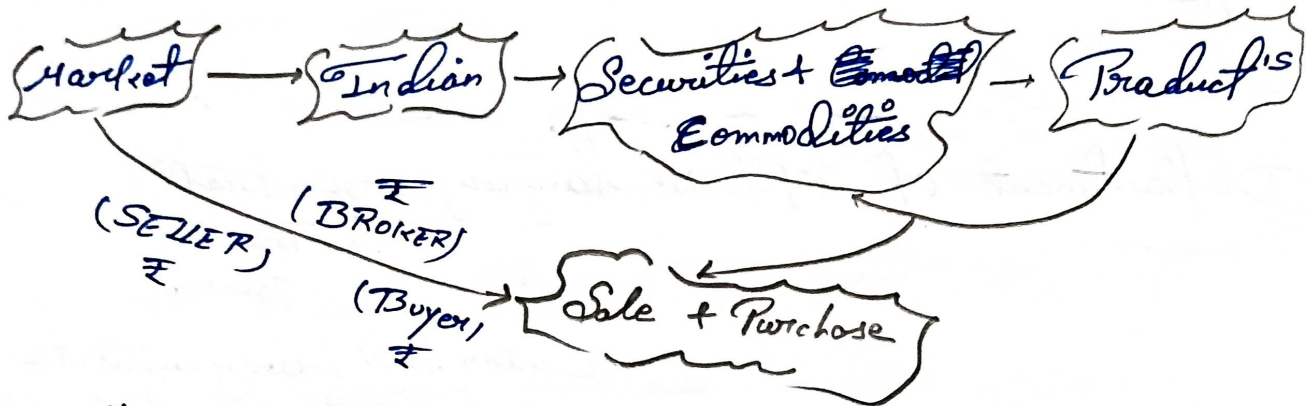 Market → Indian → Securities + Commodities → Product's
(SELLER, ₹
(BROKER) ₹
(Buyer, ₹
Sale + Purchase